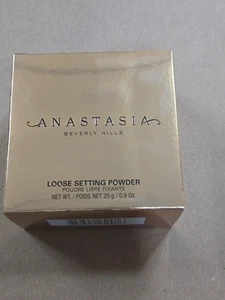 ANASTASIA
BEVERLY HILLS
LOOSE SETTING POWDER
POUDRE LIBRE FIXANTE
NET WT. / POIDS NET 25 g / 0.9 Oz.